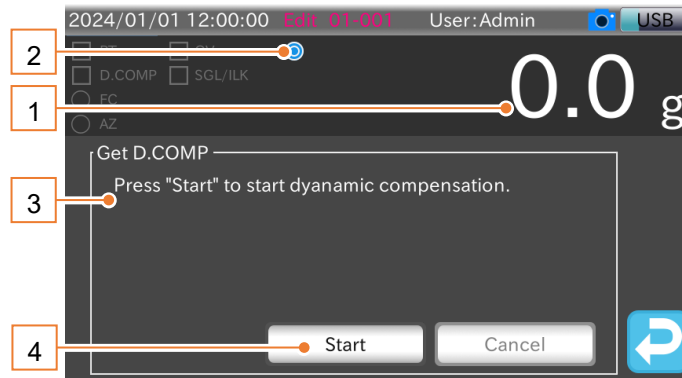 2024/01/01 12:00:00 Edit 01-001 User:Admin USB
2
D.COMP SGL/ILK
1
FC
AZ
0.0 g
Get D.COMP
3
Press "Start" to start dyanamic compensation.
4
Start Cancel